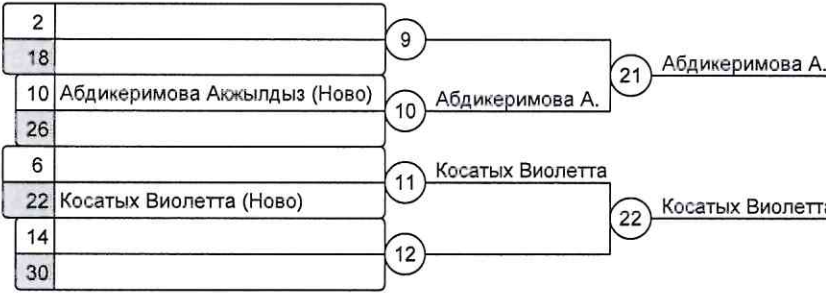 2
9
18
21 Абдикеримова А.
10 Абдикеримова Акжылдыз (Ново)
10 Абдикеримова А.
26
6
11 Косатых Виолетта
22 Косатых Виолетта (Ново)
22 Косатых Виолетта
14
12
30